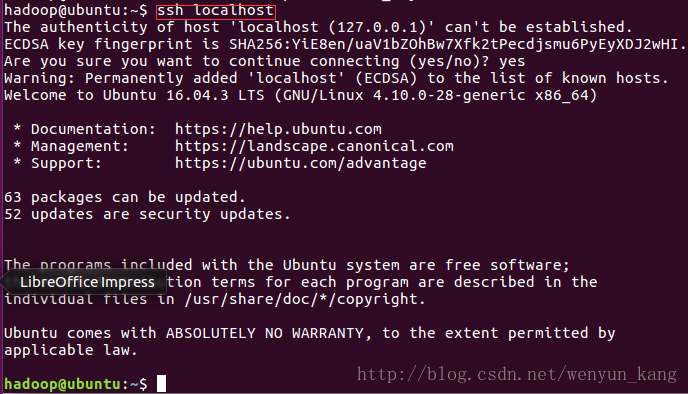 hadoop@ubuntu:~$ ssh localhost
The authenticity of host 'localhost (127.0.0.1)' can't be established.
ECDSA key fingerprint is SHA256:YiE8en/uaV1bZOhBw7Xfk2tPecdjsmu6PyEyXDJ2wHI.
Are you sure you want to continue connecting (yes/no)? yes
Warning: Permanently added 'localhost' (ECDSA) to the list of known hosts.
Welcome to Ubuntu 16.04.3 LTS (GNU/Linux 4.10.0-28-generic x86_64)
* Documentation: https://help.ubuntu.com
* Management: https://landscape.canonical.com
* Support: https://ubuntu.com/advantage
63 packages can be updated.
52 updates are security updates.
The programs included with the Ubuntu system are free software;
LibreOffice Impress tion terms for each program are described in the
individual files in /usr/share/doc/*/copyright.
Ubuntu comes with ABSOLUTELY NO WARRANTY, to the extent permitted by
applicable law.
hadoop@ubuntu:~$
http://blog.csdn.net/wenyun_kang